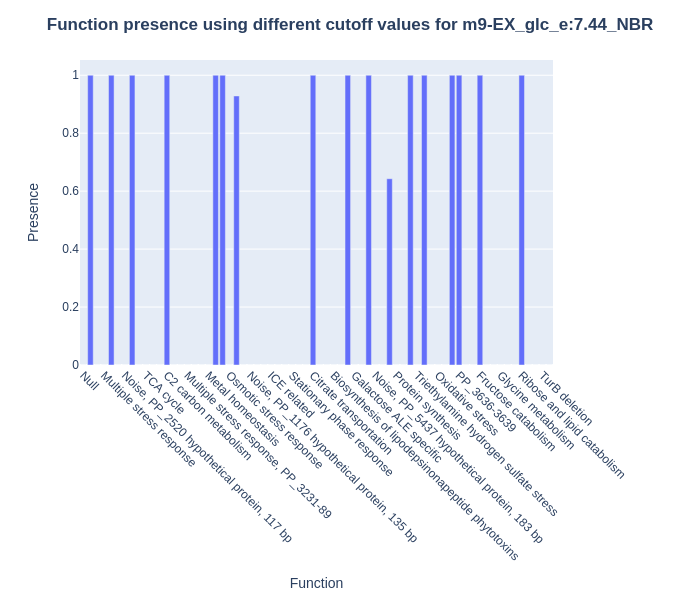 Function presence using different cutoff values for m9-EX_glc_e:7.44_NBR
Presence
1
0.8
0.6
0.4
0.2
0
Null
Multiple stress response
Noise, PP_2520 hypothetical protein, 117 bp
TCA cycle
C2 carbon metabolism
Multiple stress response, PP_3231-89
Metal homeostasis
Osmotic stress response
Noise, PP_1176 hypothetical protein, 135 bp
ICE related
Stationary phase response
Citrate transportation
Biosynthesis of lipodepsinonapeptide phytotoxins
Galactose ALE specific
Noise, PP_5437 hypothetical protein, 183 bp
Protein synthesis
Triethylamine hydrogen sulfate stress
Oxidative stress
PP_3636-3639
Fructose catabolism
Glycine metabolism
Ribose and lipid catabolism
TurB deletion
Function